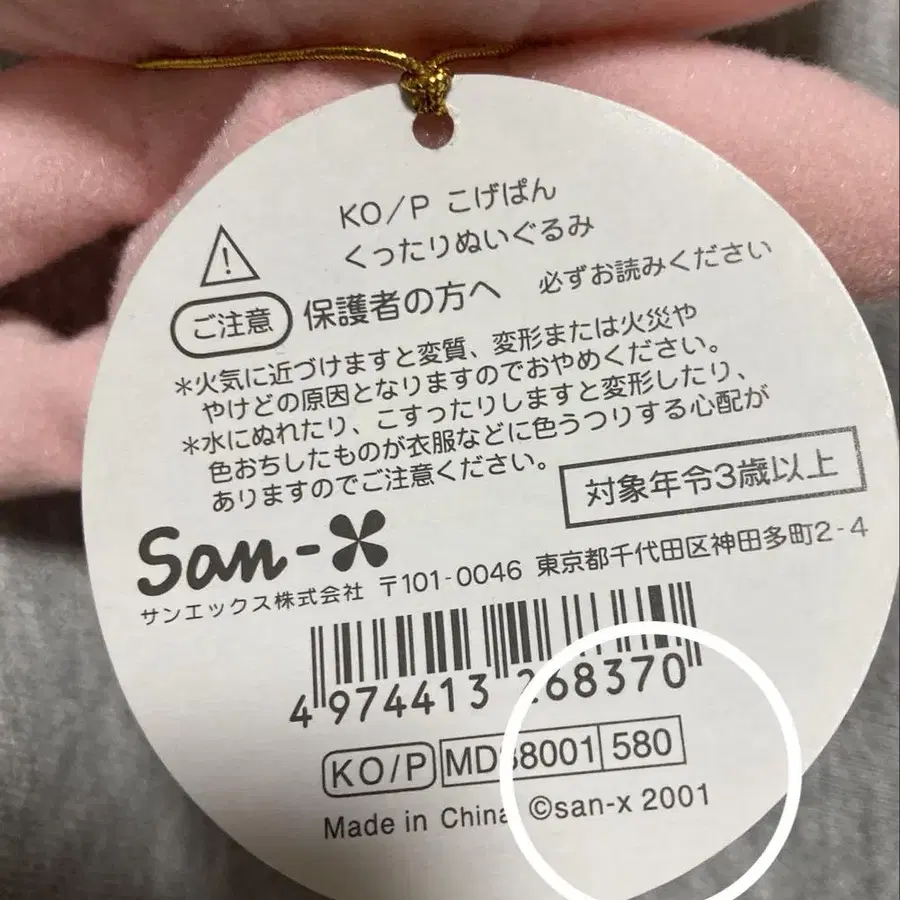 KO/P こげぱん
くったりぬいぐるみ
ご注意 保護者の方へ 必ずお読みください
*火気に近づけますと変質、変形または火災や
やけどの原因となりますのでおやめください。
*水にぬれたり、こすったりしますと変形したり、
色おちしたものが衣服などに色うつりする心配が
ありますのでご注意ください。
対象年令3歳以上
San-X
サンエックス株式会社 〒101-0046 東京都千代田区神田多町2-4
4 974413 268370
KO/P MD68001 580
Made in China ©san-x 2001